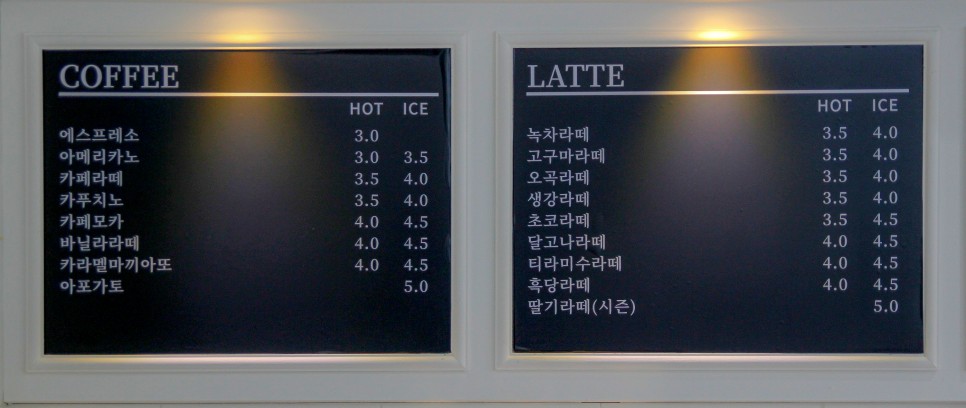 COFFEE
HOT ICE
에스프레소 3.0
아메리카노 3.0 3.5
카페라떼 3.5 4.0
카푸치노 3.5 4.0
카페모카 4.0 4.5
바닐라라떼 4.0 4.5
카라멜마끼아또 4.0 4.5
아포가토 5.0
LATTE
HOT ICE
녹차라떼 3.5 4.0
고구마라떼 3.5 4.0
오곡라떼 3.5 4.0
생강라떼 3.5 4.0
초코라떼 3.5 4.5
달고나라떼 4.0 4.5
티라미수라떼 4.0 4.5
흑당라떼 4.0 4.5
딸기라떼(시즌) 5.0